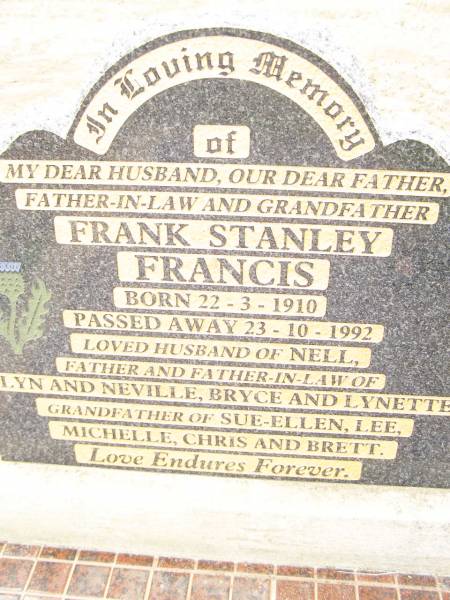 In Loving Memory
of
MY DEAR HUSBAND, OUR DEAR FATHER,
FATHER-IN-LAW AND GRANDFATHER
FRANK STANLEY
FRANCIS
BORN 22 - 3 - 1910
PASSED AWAY 23 - 10 - 1992
LOVED HUSBAND OF NELL,
FATHER AND FATHER-IN-LAW OF
LYN AND NEVILLE, BRYCE AND LYNETTE
GRANDFATHER OF SUE-ELLEN, LEE,
MICHELLE, CHRIS AND BRETT.
Love Endures Forever.